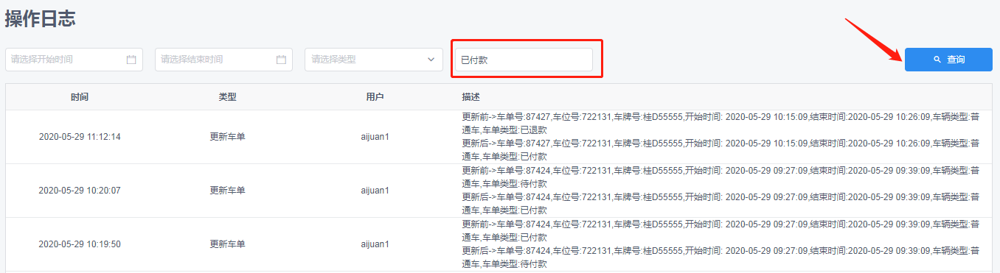 操作日志
请选择开始时间 请选择结束时间 请选择类型 已付款 查询
时间 类型 用户 描述
更新前->车单号:87427,车位号:722131,车牌号:桂D55555,开始时间: 2020-05-29 10:15:09,结束时间:2020-05-29 10:26:09,车辆类型:普
通车,车单类型:已退款
2020-05-29 11:12:14 更新车单 aijuan1
更新后->车单号:87427,车位号:722131,车牌号:桂D55555,开始时间: 2020-05-29 10:15:09,结束时间:2020-05-29 10:26:09,车辆类型:普
通车,车单类型:已付款
更新前->车单号:87424,车位号:722131,车牌号:桂D55555,开始时间: 2020-05-29 09:27:09,结束时间:2020-05-29 09:39:09,车辆类型:普
通车,车单类型:待付款
2020-05-29 10:20:07 更新车单 aijuan1
更新后->车单号:87424,车位号:722131,车牌号:桂D55555,开始时间: 2020-05-29 09:27:09,结束时间:2020-05-29 09:39:09,车辆类型:普
通车,车单类型:已付款
更新前->车单号:87424,车位号:722131,车牌号:桂D55555,开始时间: 2020-05-29 09:27:09,结束时间:2020-05-29 09:39:09,车辆类型:普
通车,车单类型:已付款
2020-05-29 10:19:50 更新车单 aijuan1
更新后->车单号:87424,车位号:722131,车牌号:桂D55555,开始时间: 2020-05-29 09:27:09,结束时间:2020-05-29 09:39:09,车辆类型:普
通车,车单类型:待付款